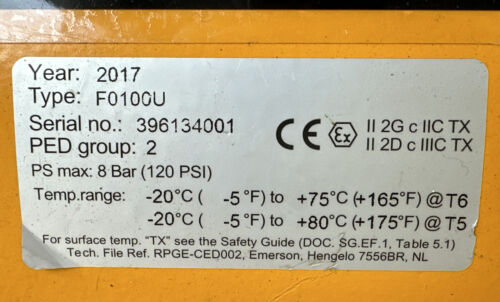 Year: 2017
Type: F0100U
Serial no.: 396134001
PED group: 2
PS max: 8 Bar (120 PSI)
CE Ex II 2G c IIC TX
II 2D c IIIC TX
Temp.range: -20°C ( -5°F) to +75°C (+165°F) @ T6
-20°C ( -5°F) to +80°C (+175°F) @ T5
For surface temp. "TX" see the Safety Guide (DOC. SG.EF.1, Table 5.1)
Tech. File Ref. RPGE-CED002, Emerson, Hengelo 7556BR, NL